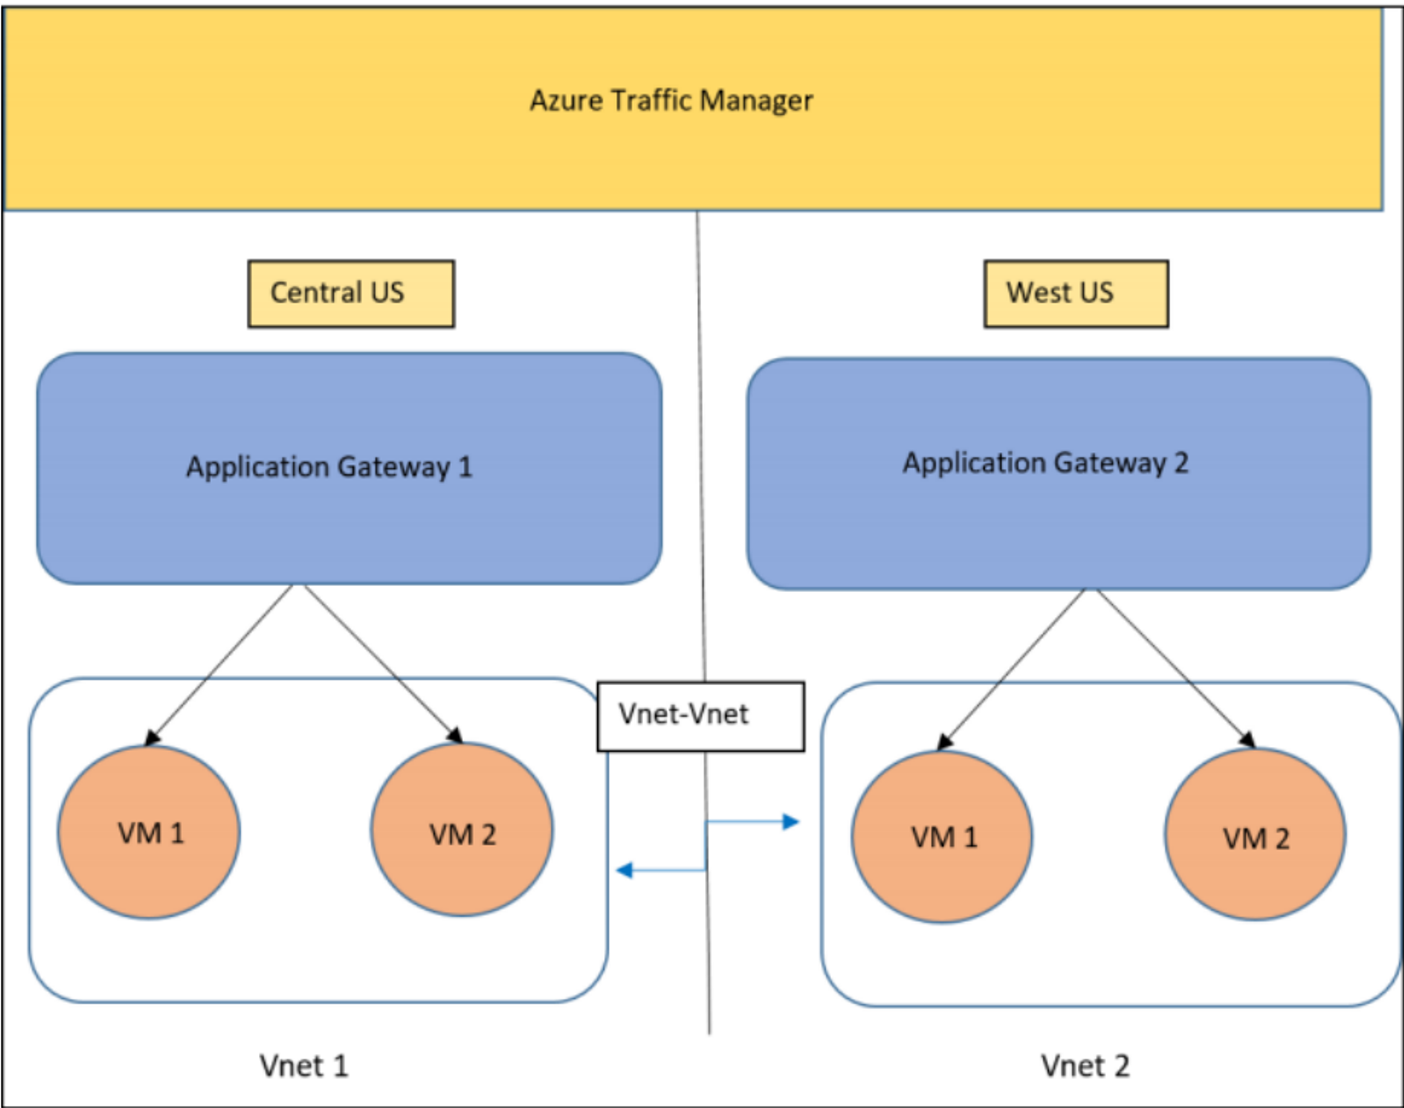 Azure Traffic Manager
Central US
West US
Application Gateway 1
Application Gateway 2
Vnet-Vnet
VM 1
VM 2
VM 1
VM 2
Vnet 1
Vnet 2